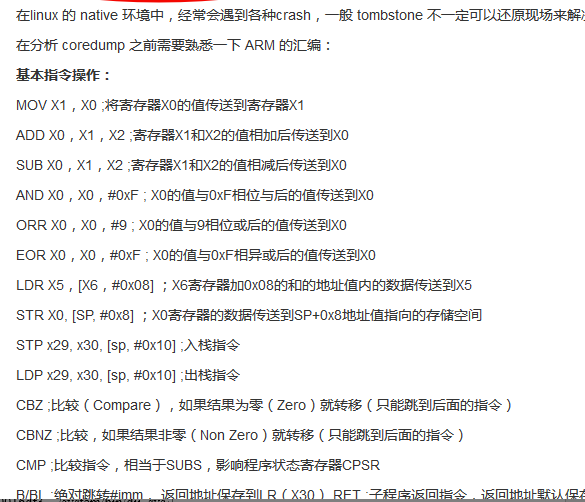 在linux 的 native 环境中，经常会遇到各种crash，一般 tombstone 不一定可以还原现场来解
在分析 coredump 之前需要熟悉一下 ARM 的汇编：
基本指令操作：
MOV X1，X0 ;将寄存器X0的值传送到寄存器X1
ADD X0，X1，X2 ;寄存器X1和X2的值相加后传送到X0
SUB X0，X1，X2 ;寄存器X1和X2的值相减后传送到X0
AND X0，X0，#0xF ; X0的值与0xF相位与后的值传送到X0
ORR X0，X0，#9 ; X0的值与9相位或后的值传送到X0
EOR X0，X0，#0xF ; X0的值与0xF相异或后的值传送到X0
LDR X5，[X6，#0x08] ；X6寄存器加0x08的和的地址值内的数据传送到X5
STR X0, [SP, #0x8] ；X0寄存器的数据传送到SP+0x8地址值指向的存储空间
STP x29, x30, [sp, #0x10] ;入栈指令
LDP x29, x30, [sp, #0x10] ;出栈指令
CBZ ;比较（Compare），如果结果为零（Zero）就转移（只能跳到后面的指令）
CBNZ ;比较，如果结果非零（Non Zero）就转移（只能跳到后面的指令）
CMP ;比较指令，相当于SUBS，影响程序状态寄存器CPSR
B/BL ;绝对跳转#imm， 返回地址保存到LR（X30） RET ;子程序返回指令，返回地址默认保存